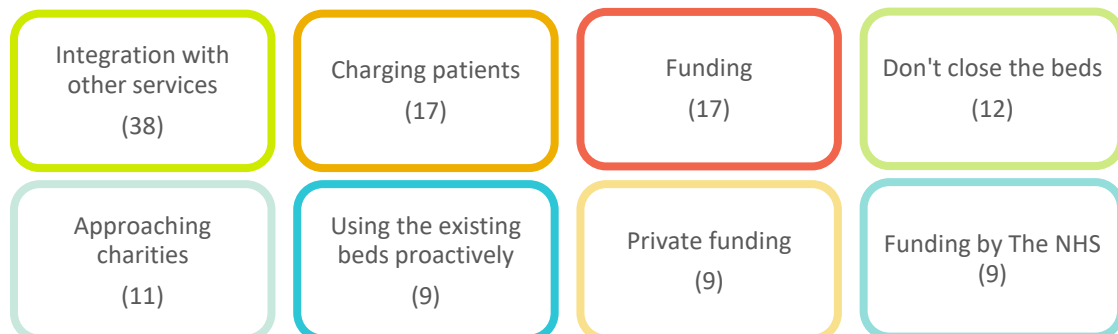 Integration with
other services
(38)
Charging patients
(17)
Funding
(17)
Don't close the beds
(12)
Approaching
charities
(11)
Using the existing
beds proactively
(9)
Private funding
(9)
Funding by The NHS
(9)